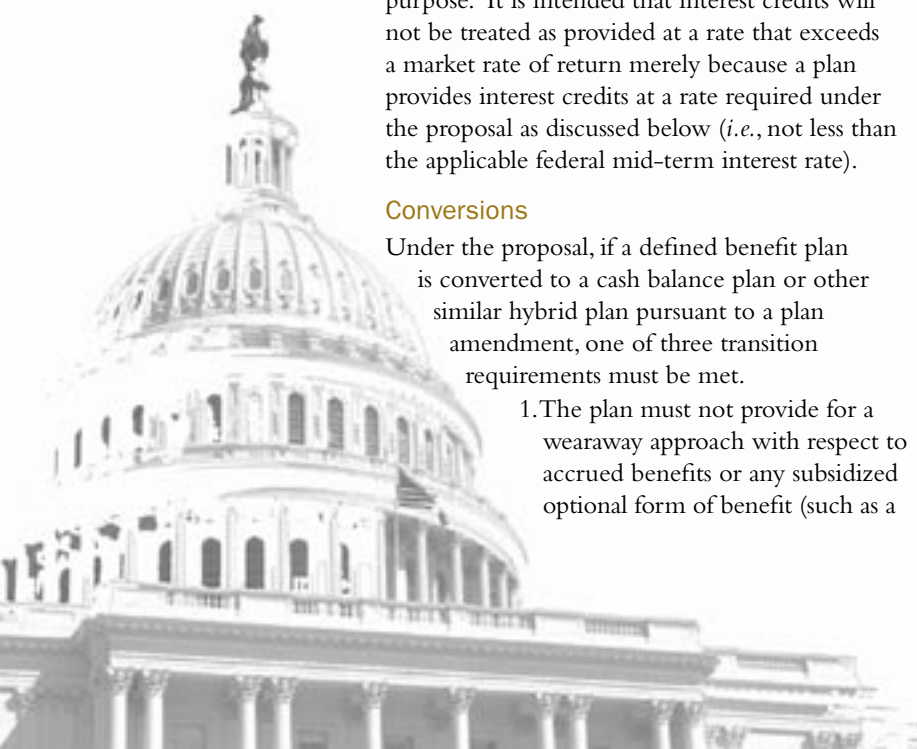 purpose. It is intended that interest credits will
not be treated as provided at a rate that exceeds
a market rate of return merely because a plan
provides interest credits at a rate required under
the proposal as discussed below (i.e., not less than
the applicable federal mid-term interest rate).
Conversions
Under the proposal, if a defined benefit plan
is converted to a cash balance plan or other
similar hybrid plan pursuant to a plan
amendment, one of three transition
requirements must be met.
1.The plan must not provide for a
wearaway approach with respect to
accrued benefits or any subsidized
optional form of benefit (such as a